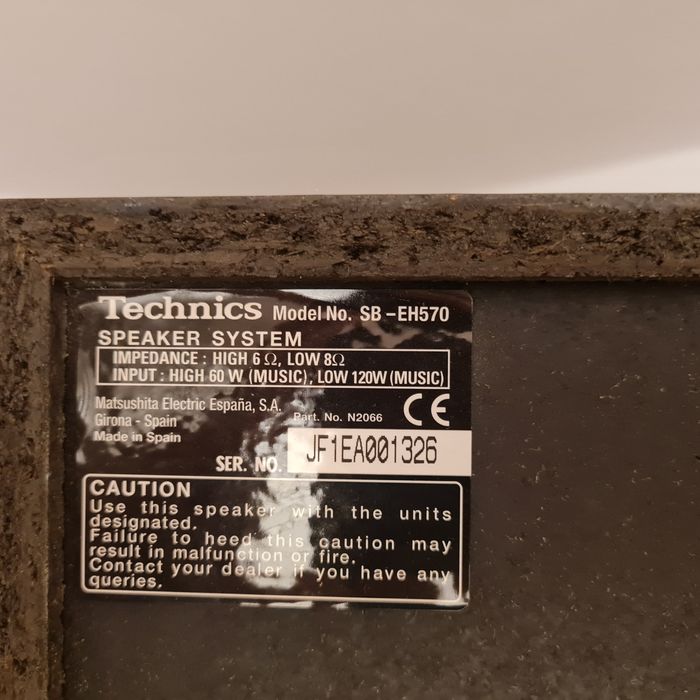 Technics Model No. SB-EH570
SPEAKER SYSTEM
IMPEDANCE : HIGH 6Ω, LOW 8Ω
INPUT : HIGH 60 W (MUSIC), LOW 120W (MUSIC)
Matsushita Electric España, S.A.
Girona - Spain
Part. No. N2066
CE
Made in Spain
SER. NO. JF1EA001326
CAUTION
Use this speaker with the units
designated.
Failure to heed this caution may
result in malfunction or fire.
Contact your dealer if you have any
queries.